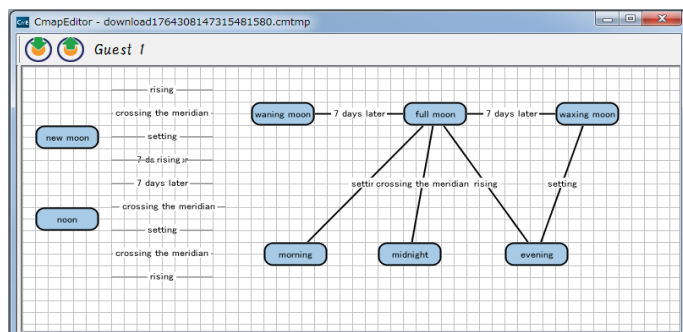 CmapEditor - download1764308147315481580.cmtmp
Guest 1
rising
crossing the meridian
setting
rising
7 days later
crossing the meridian
setting
crossing the meridian
rising
new moon
noon
waning moon
7 days later
full moon
7 days later
waxing moon
crossing the meridian
rising
setting
morning
midnight
evening